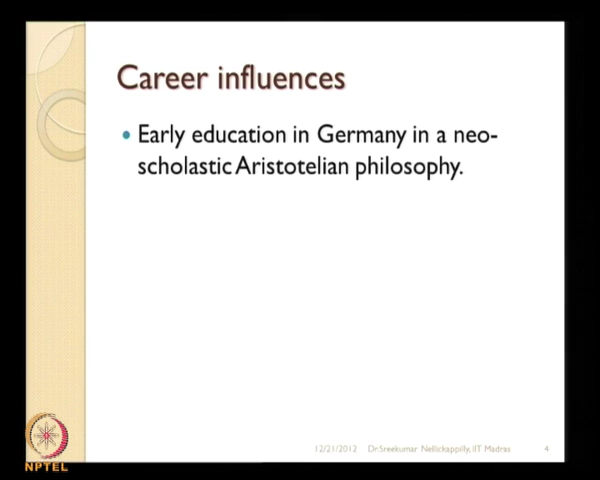 Career influences
• Early education in Germany in a neo-
scholastic Aristotelian philosophy.
12/21/2012 Dr.Sreekumar Nellickappilly, IIT Madras 4
NPTEL